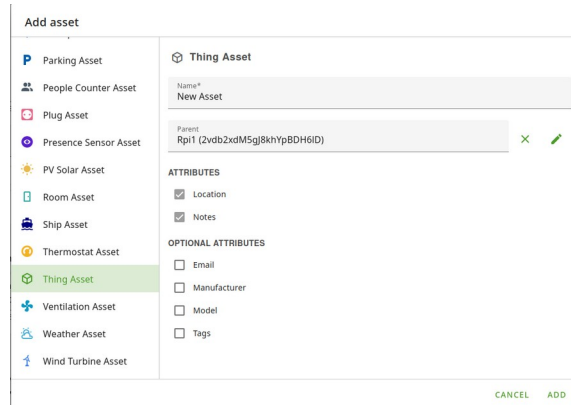 Add asset
Parking Asset
People Counter Asset
Plug Asset
Presence Sensor Asset
PV Solar Asset
Room Asset
Ship Asset
Thermostat Asset
Thing Asset
Ventilation Asset
Weather Asset
Wind Turbine Asset
Thing Asset
Name*
New Asset
Parent
Rpi1 (2vdb2xdM5gJ8khYpBDH6lD)
ATTRIBUTES
Location
Notes
OPTIONAL ATTRIBUTES
Email
Manufacturer
Model
Tags
CANCEL ADD